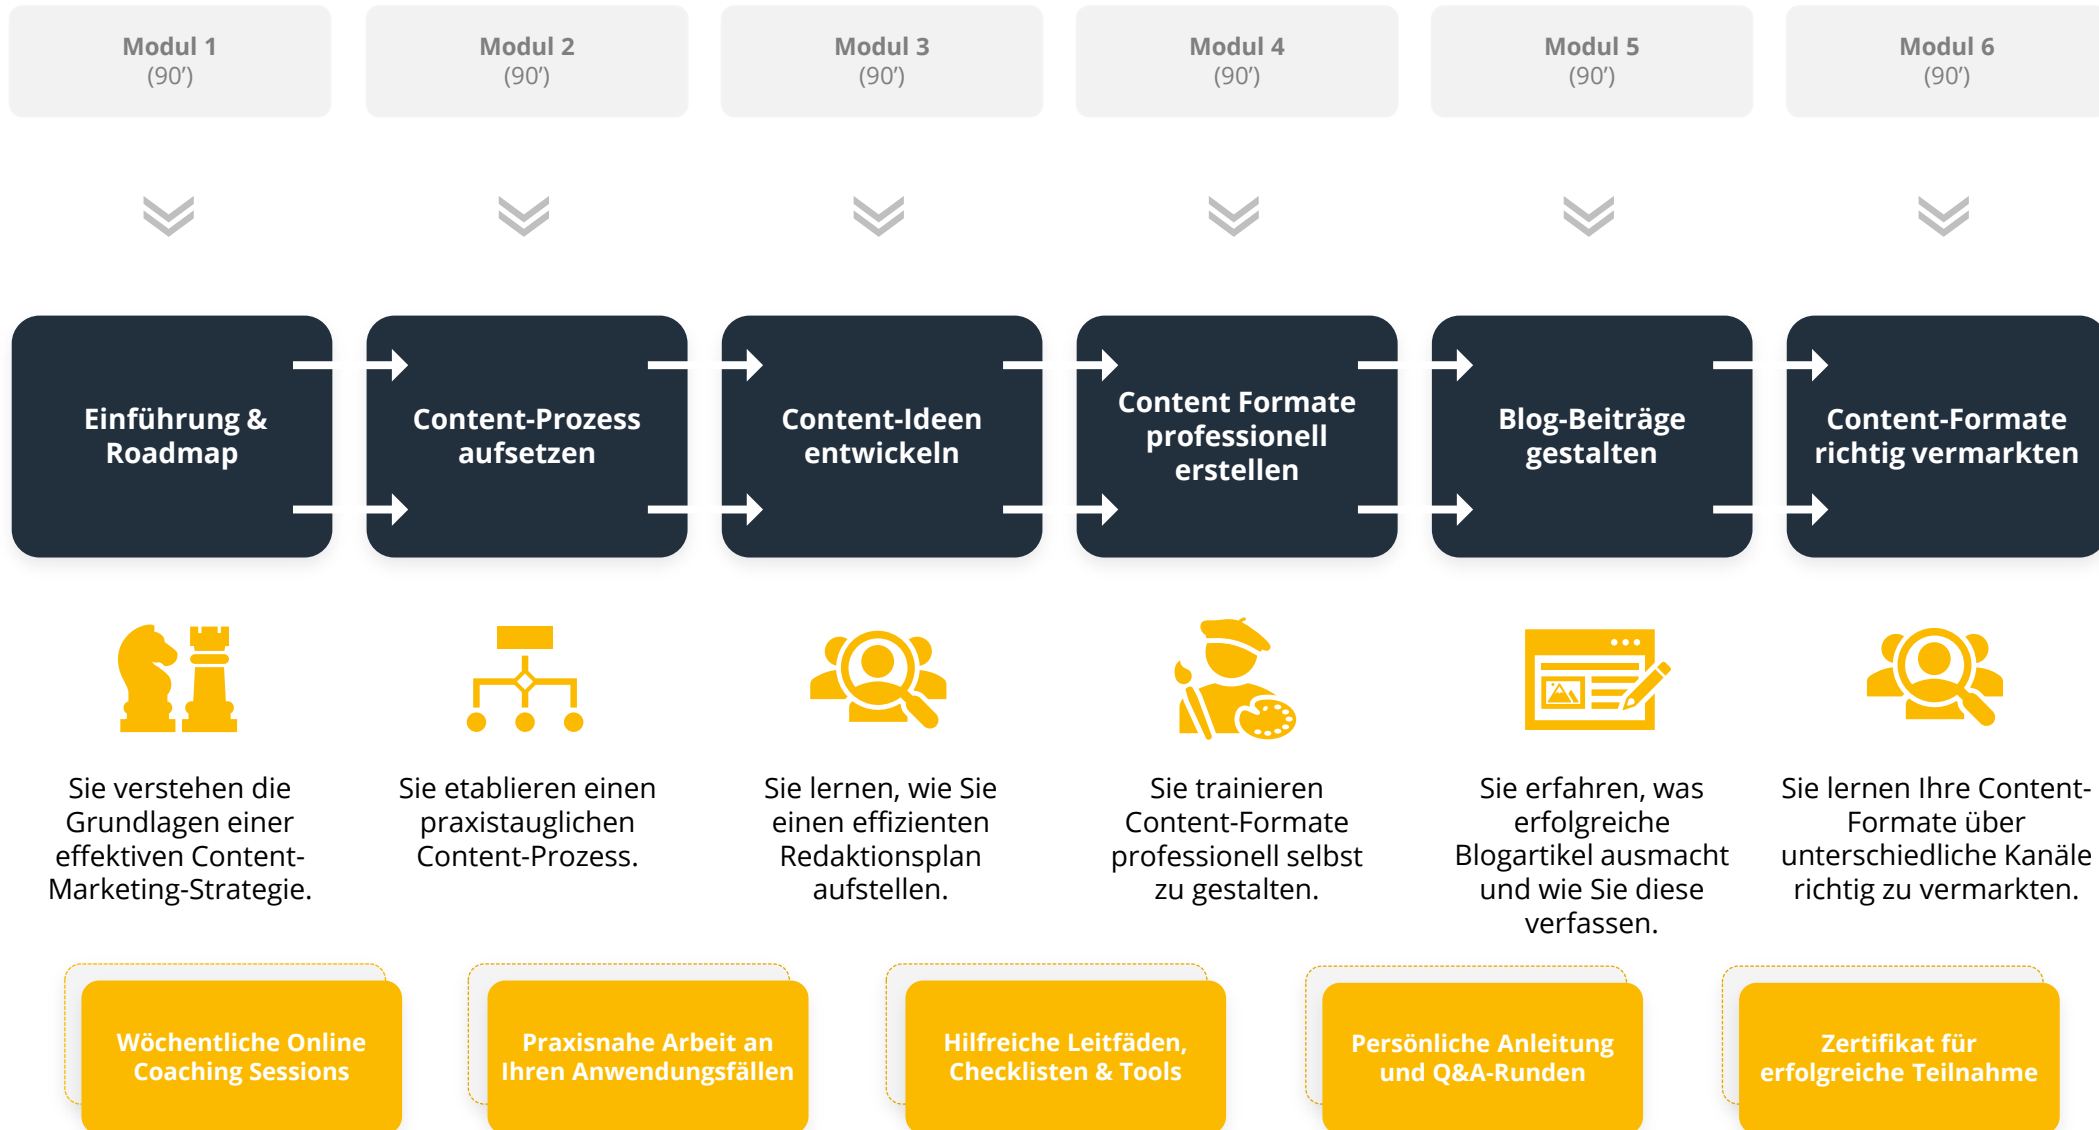 Modul 1
(90’)
Modul 2
(90’)
Modul 3
(90’)
Modul 4
(90’)
Modul 5
(90’)
Modul 6
(90’)
Einführung &
Roadmap
Content-Prozess
aufsetzen
Content-Ideen
entwickeln
Content Formate
professionell
erstellen
Blog-Beiträge
gestalten
Content-Formate
richtig vermarkten
Sie verstehen die
Grundlagen einer
effektiven Content-
Marketing-Strategie.
Sie etablieren einen
praxistauglichen
Content-Prozess.
Sie lernen, wie Sie
einen effizienten
Redaktionsplan
aufstellen.
Sie trainieren
Content-Formate
professionell selbst
zu gestalten.
Sie erfahren, was
erfolgreiche
Blogartikel ausmacht
und wie Sie diese
verfassen.
Sie lernen Ihre Content-
Formate über
unterschiedliche Kanäle
richtig zu vermarkten.
Wöchentliche Online
Coaching Sessions
Praxisnahe Arbeit an
Ihren Anwendungsfällen
Hilfreiche Leitfäden,
Checklisten & Tools
Persönliche Anleitung
und Q&A-Runden
Zertifikat für
erfolgreiche Teilnahme